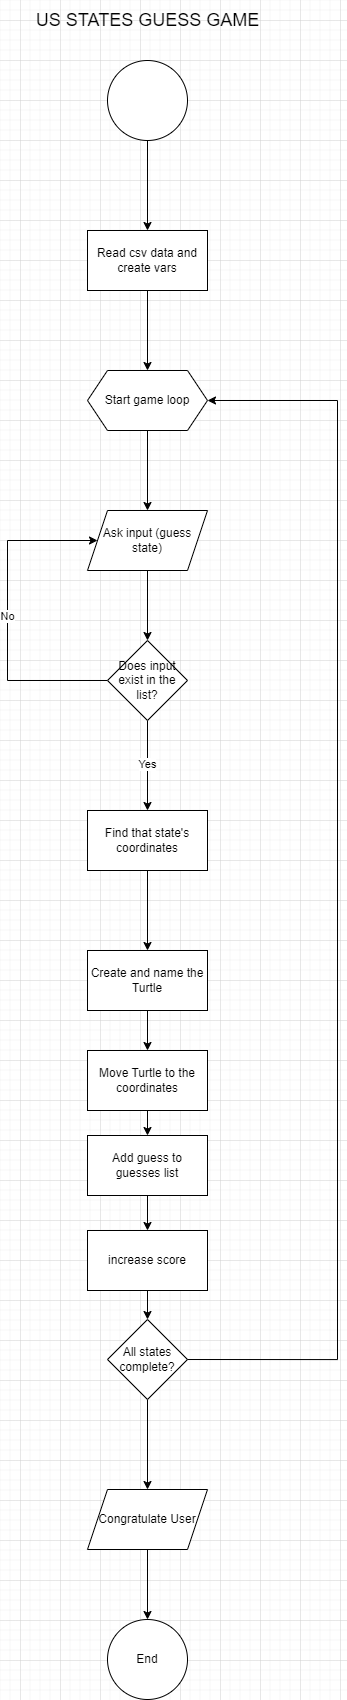 US STATES GUESS GAME
Read csv data and
create vars
Start game loop
Ask input (guess
state)
No
Does input
exist in the
list?
Yes
Find that state's
coordinates
Create and name the
Turtle
Move Turtle to the
coordinates
Add guess to
guesses list
increase score
All states
complete?
Congratulate User
End